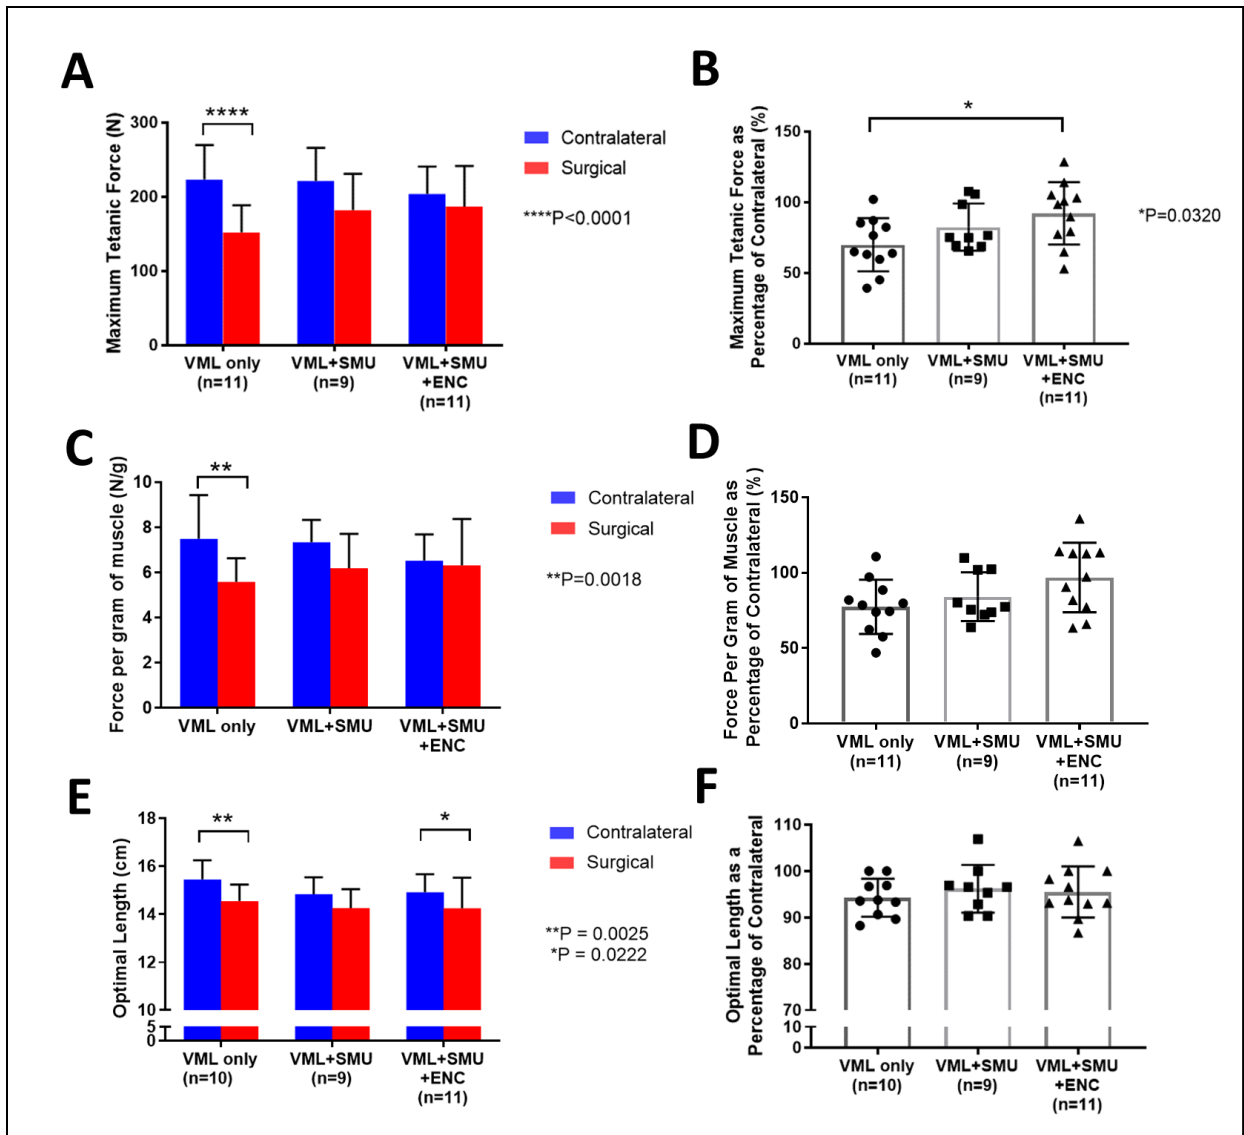 A
Maximum Tetanic Force (N)
300
200
100
0
****
Contralateral
Surgical
****P<0.0001
VML only
(n=11)
VML+SMU
(n=9)
VML+SMU
+ENC
(n=11)
B
Maximum Tetanic Force as
Percentage of Contralateral (%)
150
100
50
0
*
*P=0.0320
VML only
(n=11)
VML+SMU
(n=9)
VML+SMU
+ENC
(n=11)
C
Force per gram of muscle (N/g)
10
8
6
4
2
0
**
Contralateral
Surgical
**P=0.0018
VML only
VML+SMU
VML+SMU
+ENC
D
Force Per Gram of Muscle as
Percentage of Contralateral (%)
150
100
50
0
VML only
(n=11)
VML+SMU
(n=9)
VML+SMU
+ENC
(n=11)
E
Optimal Length (cm)
18
16
14
12
10
5
0
**
*
Contralateral
Surgical
**P = 0.0025
*P = 0.0222
VML only
(n=10)
VML+SMU
(n=9)
VML+SMU
+ENC
(n=11)
F
Optimal Length as a
Percentage of Contralateral
110
100
90
80
70
10
0
VML only
(n=10)
VML+SMU
(n=9)
VML+SMU
+ENC
(n=11)